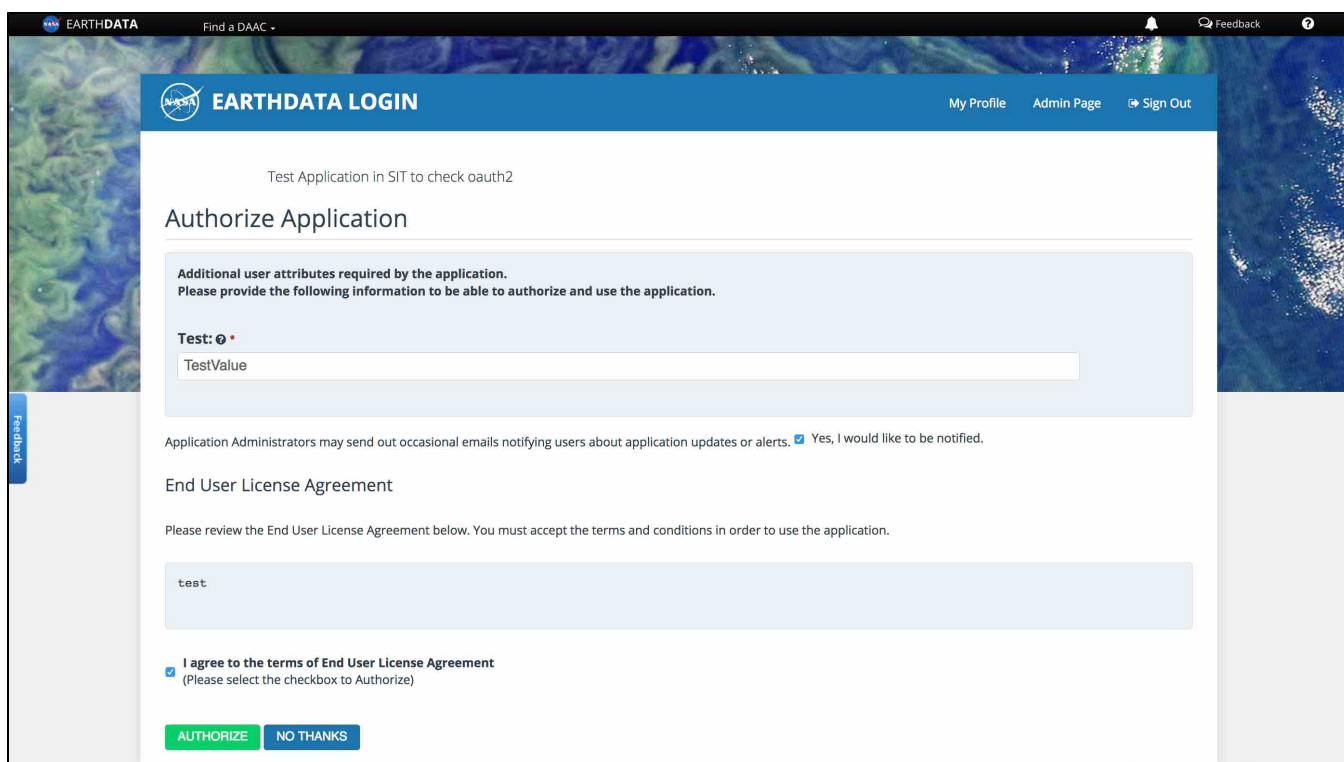 NASA EARTHDATA Find a DAAC Feedback
NASA EARTHDATA LOGIN My Profile Admin Page Sign Out
Test Application in SIT to check oauth2
Authorize Application
Additional user attributes required by the application.
Please provide the following information to be able to authorize and use the application.
Test: •
TestValue
Feedback
Application Administrators may send out occasional emails notifying users about application updates or alerts. Yes, I would like to be notified.
End User License Agreement
Please review the End User License Agreement below. You must accept the terms and conditions in order to use the application.
test
I agree to the terms of End User License Agreement
(Please select the checkbox to Authorize)
AUTHORIZE NO THANKS